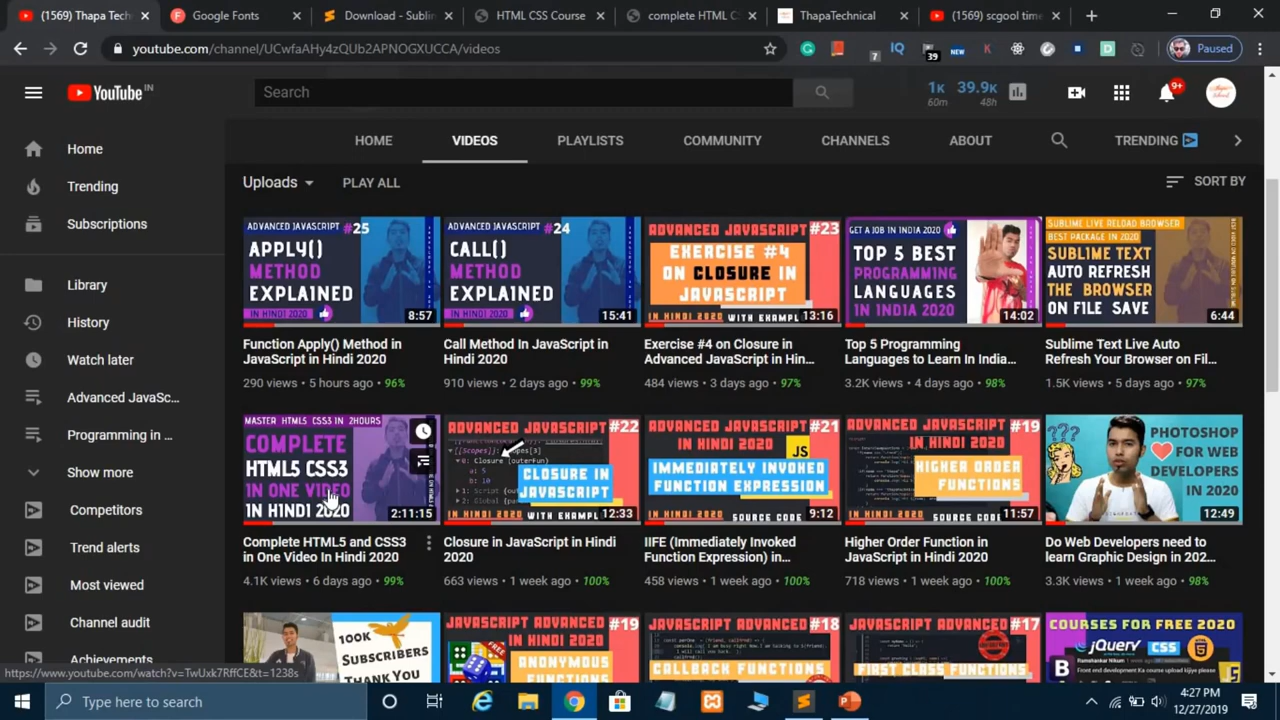 (1569) Thapa Tech
Google Fonts
Download - Sublin
HTML CSS Course
complete HTML C
ThapaTechnical
(1569) scgool time
youtube.com/channel/UCwfaAHy4zQUb2APNOGXUCCA/videos
7
IQ
39
NEW
K
D
Paused
YouTube IN
Search
1K 39.9K
60m 48h
9+
Home
Trending
Subscriptions
Library
History
Watch later
Advanced JavaSc...
Programming in ...
Show more
Competitors
Trend alerts
Most viewed
Channel audit
Achievements
HOME
VIDEOS
PLAYLISTS
COMMUNITY
CHANNELS
ABOUT
TRENDING
Uploads
PLAY ALL
SORT BY
ADVANCED JAVASCRIPT #25
APPLY()
METHOD
EXPLAINED
IN HINDI 2020
8:57
Function Apply() Method in
JavaScript in Hindi 2020
290 views • 5 hours ago • 96%
ADVANCED JAVASCRIPT #24
CALL()
METHOD
EXPLAINED
IN HINDI 2020
15:41
Call Method In JavaScript in
Hindi 2020
910 views • 2 days ago • 99%
ADVANCED JAVASCRIPT #23
EXERCISE #4
ON CLOSURE IN
JAVASCRIPT
IN HINDI 2020 WITH EXAMPL
13:16
Exercise #4 on Closure in
Advanced JavaScript in Hin...
484 views • 3 days ago • 97%
GET A JOB IN INDIA 2020
TOP 5 BEST
PROGRAMMING
LANGUAGES
IN INDIA 2020
14:02
Top 5 Programming
Languages to Learn In India...
3.2K views • 4 days ago • 98%
SUBLIME LIVE RELOAD BROWSER
BEST PACKAGE IN 2020
SUBLIME TEXT
AUTO REFRESH
THE BROWSER
ON FILE SAVE
6:44
Sublime Text Live Auto
Refresh Your Browser on Fil...
1.5K views • 5 days ago • 97%
MASTER HTML5 CSS3 IN 2HOURS
COMPLETE
HTML5 CSS3
IN ONE VIDEO
IN HINDI 2020
2:11:15
Complete HTML5 and CSS3
in One Video In Hindi 2020
4.1K views • 6 days ago • 99%
ADVANCED JAVASCRIPT #22
CLOSURE IN
JAVASCRIPT
IN HINDI 2020 WITH EXAMPL
12:33
Closure in JavaScript in Hindi
2020
663 views • 1 week ago • 100%
ADVANCED JAVASCRIPT #21
IN HINDI 2020
JS
IMMEDIATELY INVOKED
FUNCTION EXPRESSION
SOURCE CODE
9:12
IIFE (Immediately Invoked
Function Expression) in...
458 views • 1 week ago • 100%
ADVANCED JAVASCRIPT #19
IN HINDI 2020
HIGHER ORDER
FUNCTIONS
SOURCE CODE
11:57
Higher Order Function in
JavaScript in Hindi 2020
718 views • 1 week ago • 100%
???
PHOTOSHOP
FOR WEB
DEVELOPERS
IN 2020
12:49
Do Web Developers need to
learn Graphic Design in 202...
3.3K views • 1 week ago • 98%
100K
SUBSCRIBERS
JAVASCRIPT ADVANCED #19
IN HINDI 2020
FREE
ANONYMOUS
JAVASCRIPT ADVANCED #18
CALLBACK FUNCTIONS
JAVASCRIPT ADVANCED #17
FIRST CLASS FUNCTIONS
COURSES FOR FREE 2020
jQuery
CSS
Type here to search
4:27 PM
12/27/2019